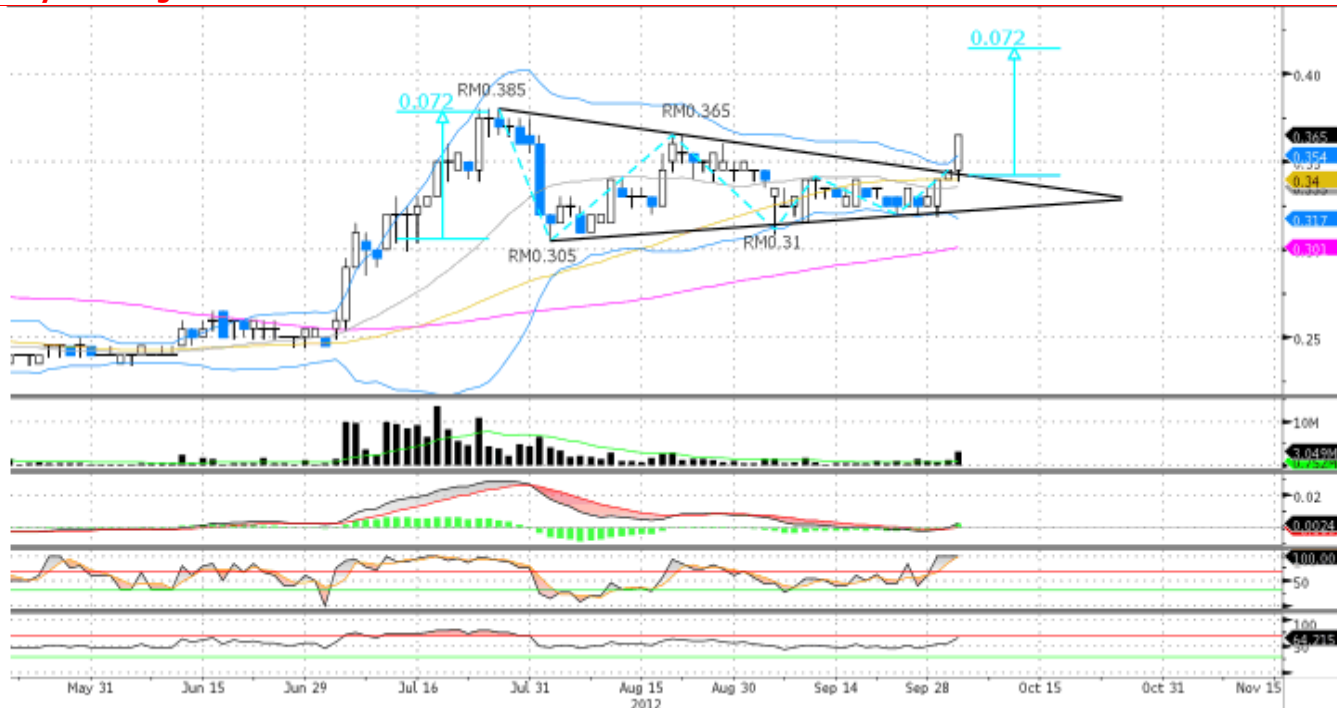 0.072
RM0.385
0.072
RM0.365
0.40
0.365
0.354
0.34
0.317
RM0.31
RM0.305
0.301
0.25
10M
3.049M
0.02
0.0024
100.00
50
100
64.215
May 31
Jun 15
Jun 29
Jul 16
Jul 31
Aug 15
Aug 30
Sep 14
Sep 28
Oct 15
Oct 31
Nov 15
2012